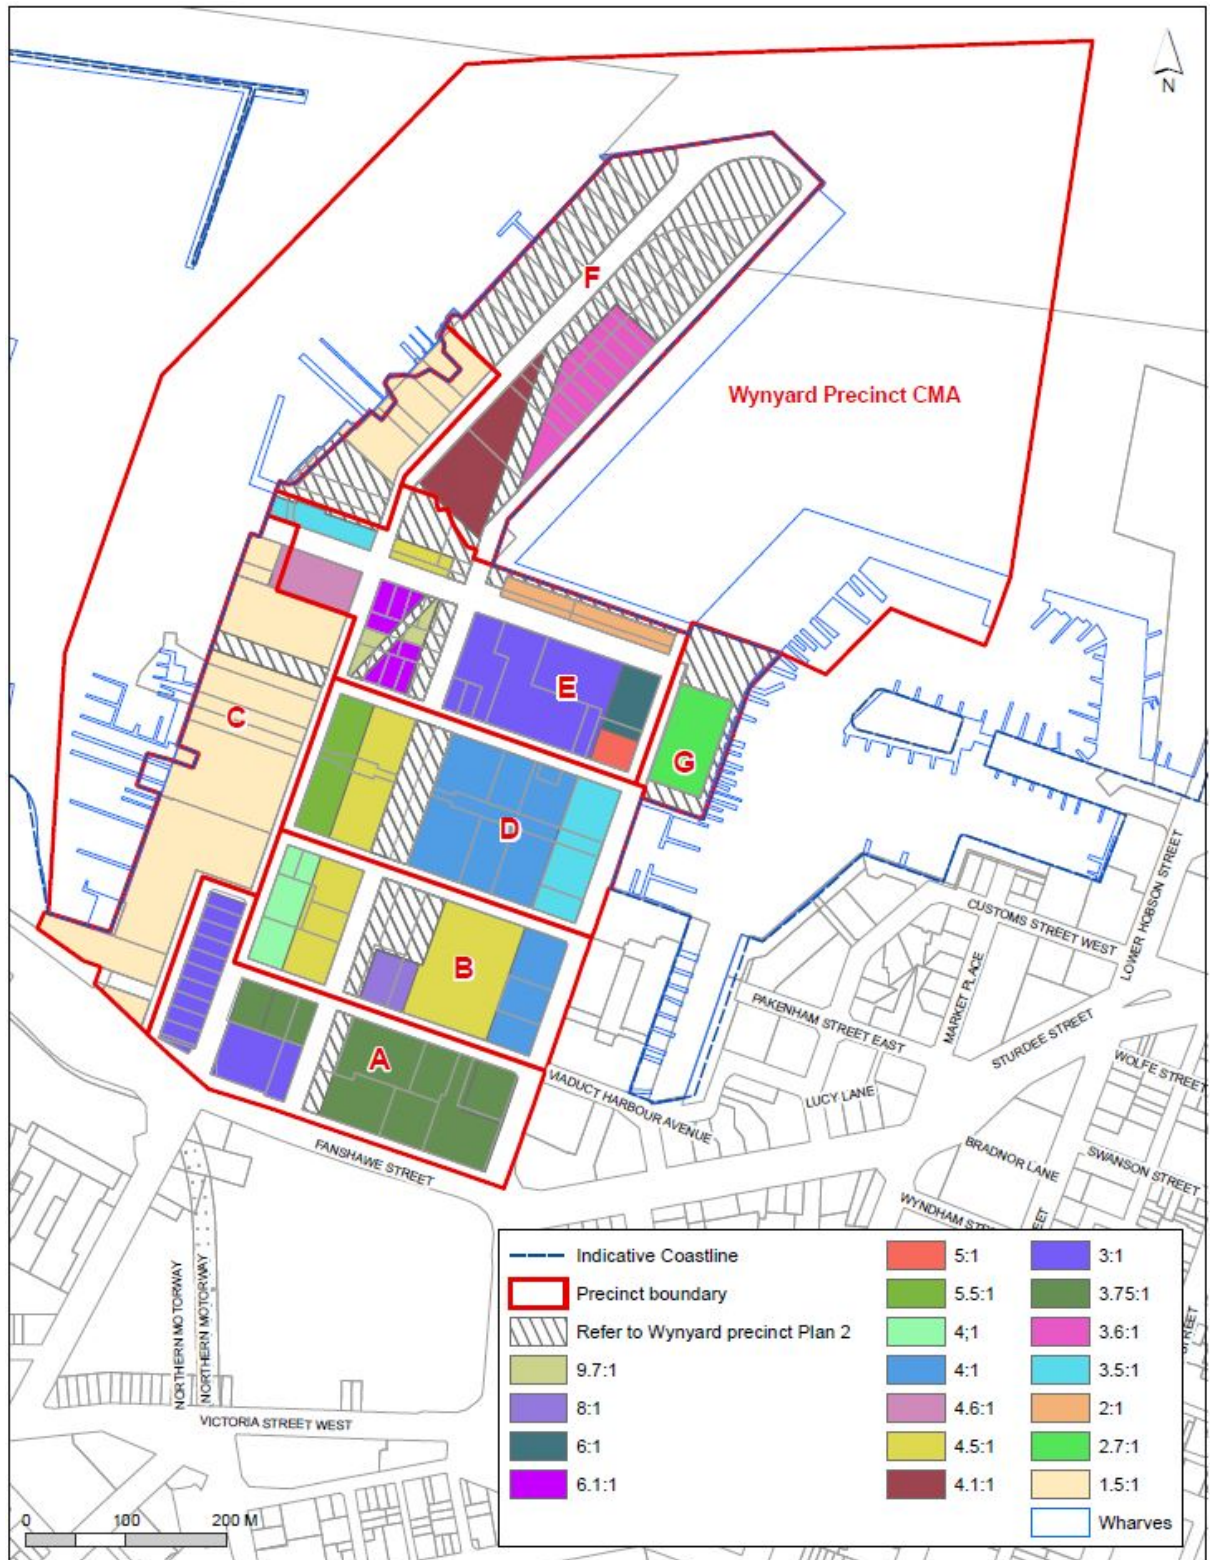 N
F
Wynyard Precinct CMA
E
C
G
D
B
A
LOWER HOBSON STREET
CUSTOMS STREET WEST
MARKET PLACE
PAKENHAM STREET EAST
STURDEE STREET
WOLFE STREET
VIADUCT HARBOUR AVENUE
LUCY LANE
BRADNOR LANE
SWANSON STREET
FANSHAWE STREET
WYNDHAM STRE
EET
STREET
NORTHERN MOTORWAY
NORTHERN MOTORWAY
VICTORIA STREET WEST
0 100 200 M
Indicative Coastline
Precinct boundary
Refer to Wynyard precinct Plan 2
9.7:1
8:1
6:1
6.1:1
5:1
5.5:1
4;1
4:1
4.6:1
4.5:1
4.1:1
3:1
3.75:1
3.6:1
3.5:1
2:1
2.7:1
1.5:1
Wharves